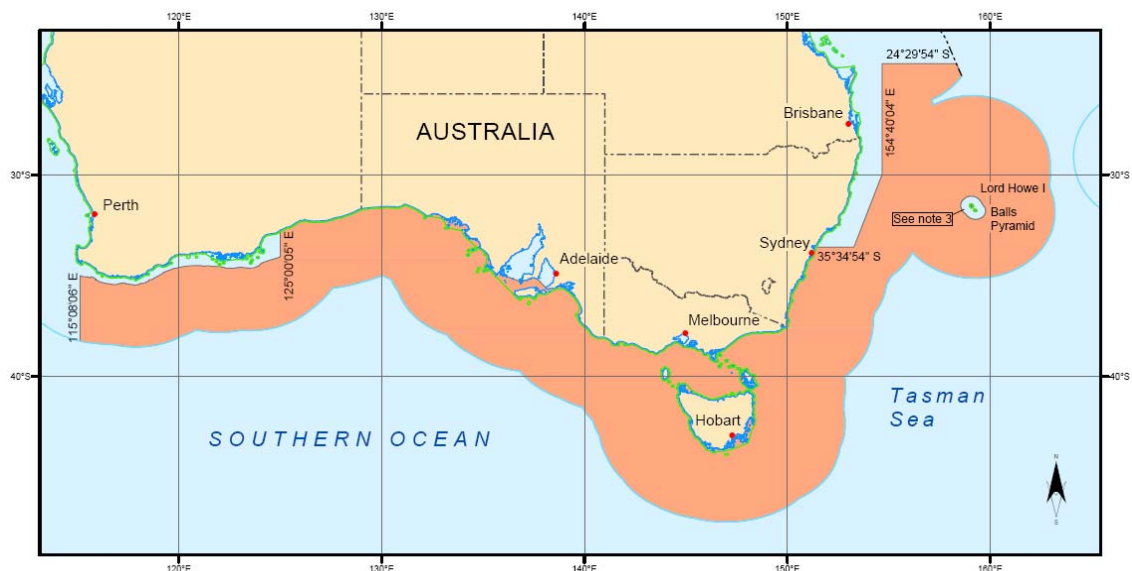 120°E 130°E 140°E 150°E 160°E
24°29'54" S
154°40'04" E
Brisbane
AUSTRALIA
30°S 30°S
Perth
Lord Howe I
See note 3
Balls
Pyramid
Sydney
35°34'54" S
Adelaide
125°00'05" E
115°08'06" E
Melbourne
40°S 40°S
Tasman
Sea
Hobart
SOUTHERN OCEAN
N
S
120°E 130°E 140°E 150°E 160°E